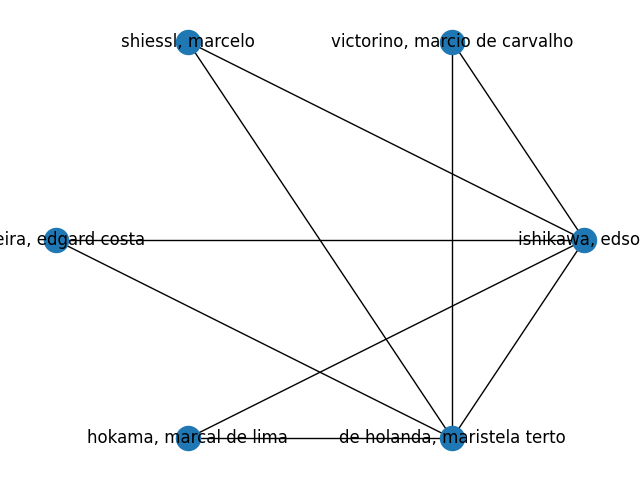 shiessl, marcelo
victorino, marcio de carvalho
eira, edgard costa
ishikawa, edso
hokama, marcal de lima
de holanda, maristela terto